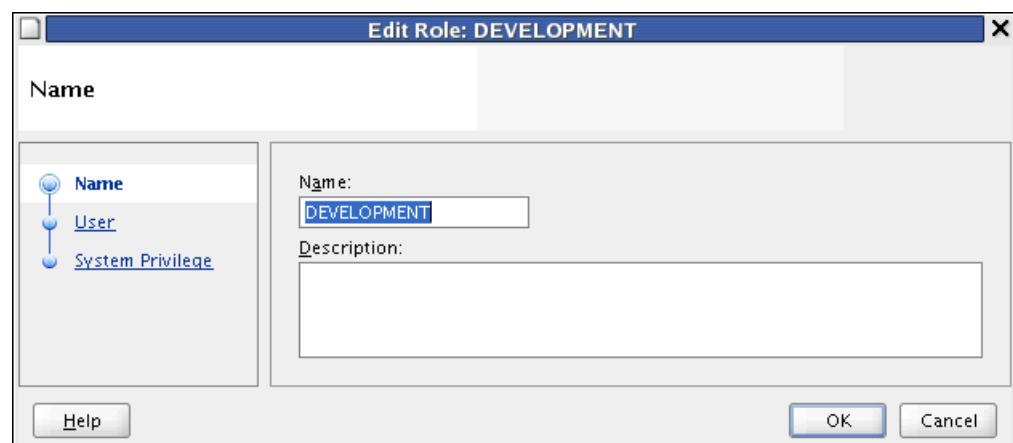 Edit Role: DEVELOPMENT
Name
Name
User
System Privilege
Name:
DEVELOPMENT
Description:
Help
OK
Cancel